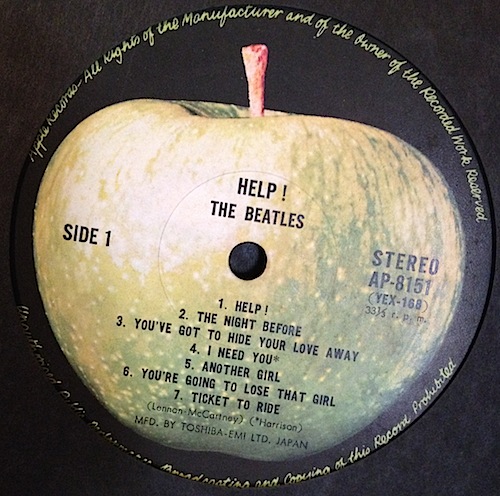 Apple Records-All Rights of the Manufacturer and of the Owner of the Recorded Work Reserved
HELP !
THE BEATLES
SIDE 1
STEREO
AP-8151
(YEX-168)
33⅓ r. p. m.
1. HELP !
2. THE NIGHT BEFORE
3. YOU'VE GOT TO HIDE YOUR LOVE AWAY
4. I NEED YOU*
5. ANOTHER GIRL
6. YOU'RE GOING TO LOSE THAT GIRL
7. TICKET TO RIDE
(Lennon-McCartney) (*Harrison)
MFD. BY TOSHIBA-EMI LTD. JAPAN
Unauthorized Public Performance Broadcasting and Copying of this Record Prohibited